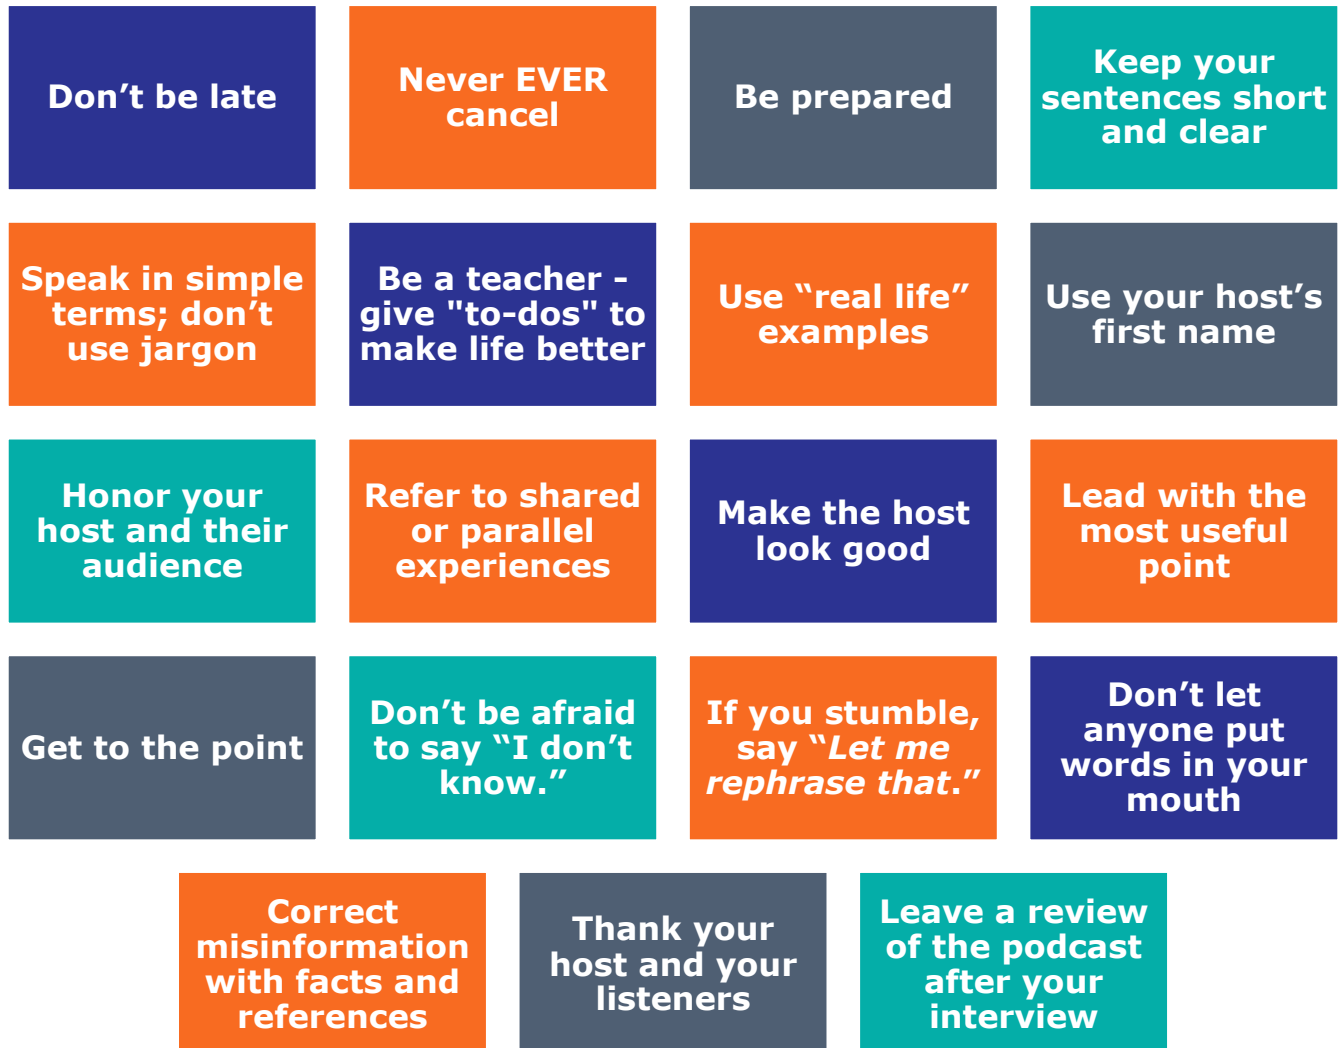 Don’t be late
Never EVER
cancel
Be prepared
Keep your
sentences short
and clear
Speak in simple
terms; don’t
use jargon
Be a teacher –
give "to-dos" to
make life better
Use “real life”
examples
Use your host’s
first name
Honor your
host and their
audience
Refer to shared
or parallel
experiences
Make the host
look good
Lead with the
most useful
point
Get to the point
Don’t be afraid
to say “I don’t
know.”
If you stumble,
say “Let me
rephrase that.”
Don’t let
anyone put
words in your
mouth
Correct
misinformation
with facts and
references
Thank your
host and your
listeners
Leave a review
of the podcast
after your
interview